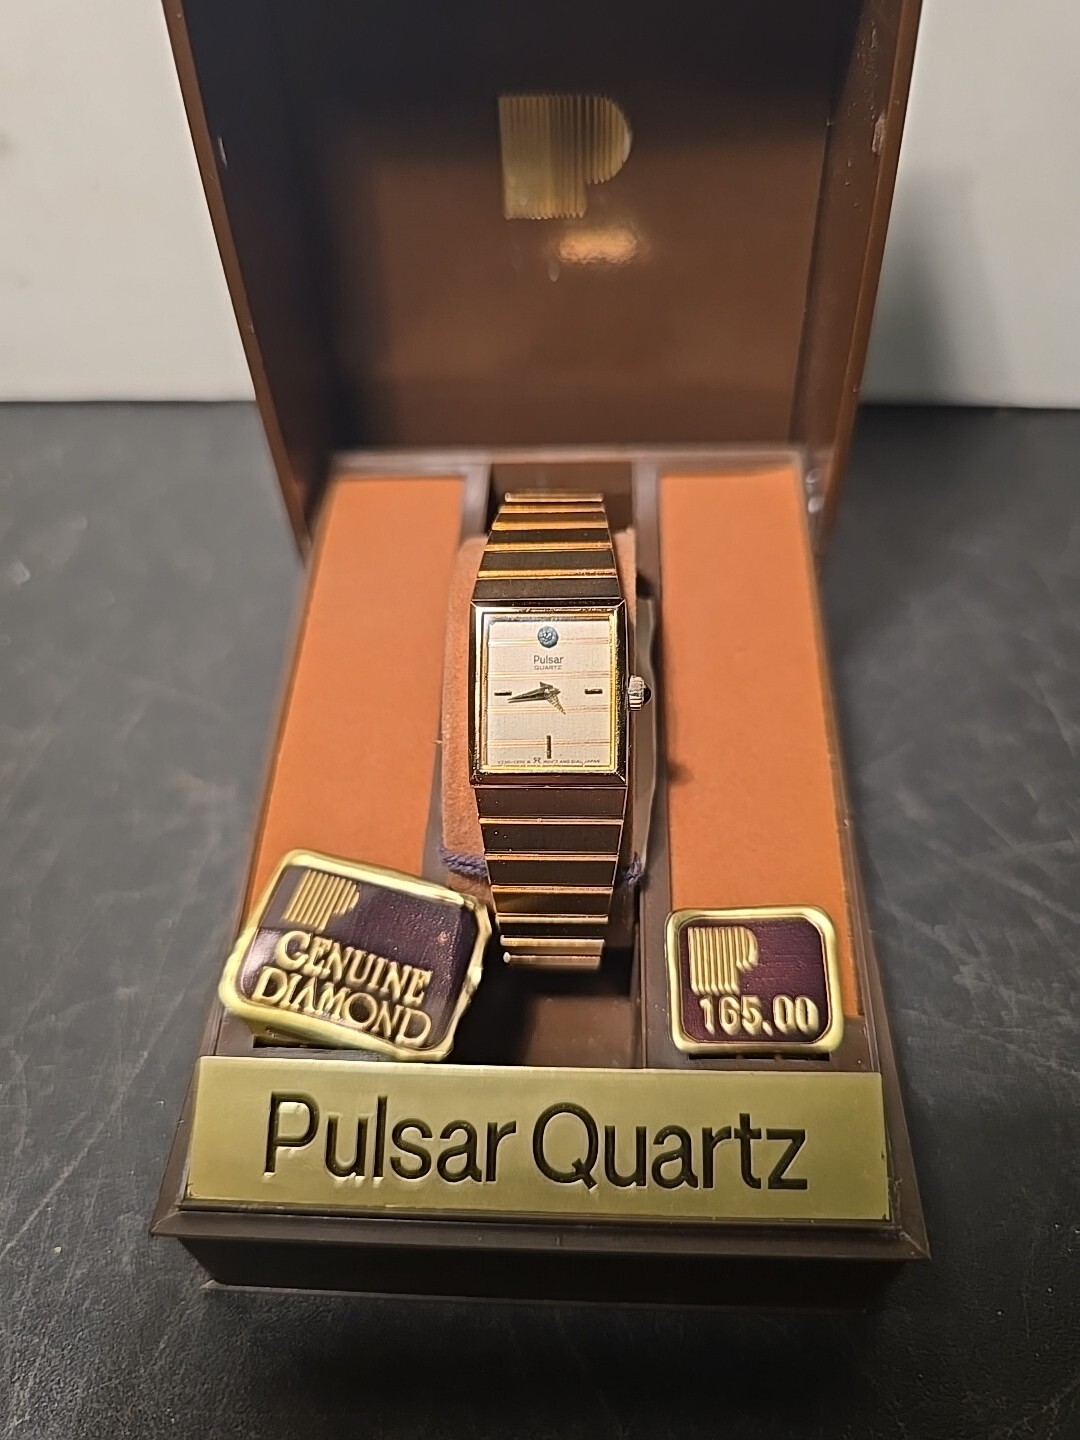 Pulsar
QUARTZ
GENUINE
DIAMOND
165.00
Pulsar Quartz